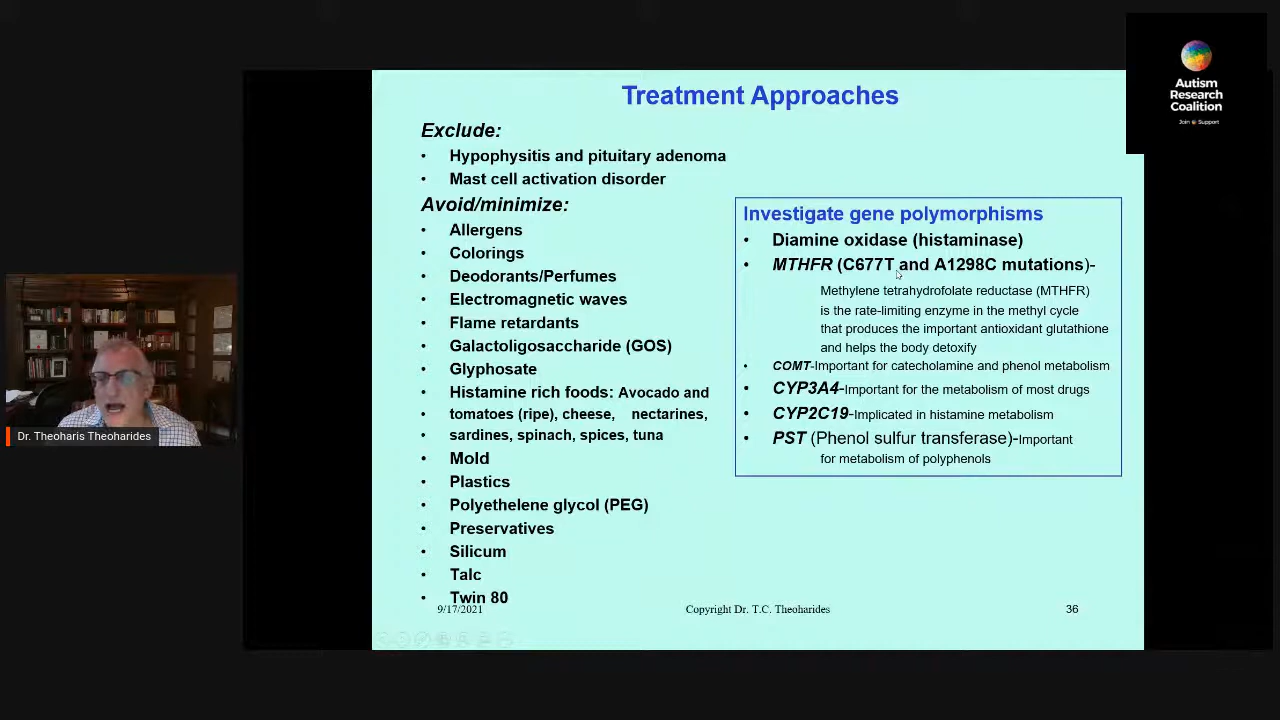 Autism
Research
Coalition
Join Support
Treatment Approaches
Exclude:
• Hypophysitis and pituitary adenoma
• Mast cell activation disorder
Avoid/minimize:
• Allergens
• Colorings
• Deodorants/Perfumes
• Electromagnetic waves
• Flame retardants
• Galactoligosaccharide (GOS)
• Glyphosate
• Histamine rich foods: Avocado and
• tomatoes (ripe), cheese, nectarines,
• sardines, spinach, spices, tuna
• Mold
• Plastics
• Polyethelene glycol (PEG)
• Preservatives
• Silicum
• Talc
• Twin 80
Investigate gene polymorphisms
• Diamine oxidase (histaminase)
• MTHFR (C677T and A1298C mutations)-
Methylene tetrahydrofolate reductase (MTHFR)
is the rate-limiting enzyme in the methyl cycle
that produces the important antioxidant glutathione
and helps the body detoxify
• COMT-Important for catecholamine and phenol metabolism
• CYP3A4-Important for the metabolism of most drugs
• CYP2C19-Implicated in histamine metabolism
• PST (Phenol sulfur transferase)-Important
for metabolism of polyphenols
9/17/2021
Copyright Dr. T.C. Theoharides
36
Dr. Theoharis Theoharides